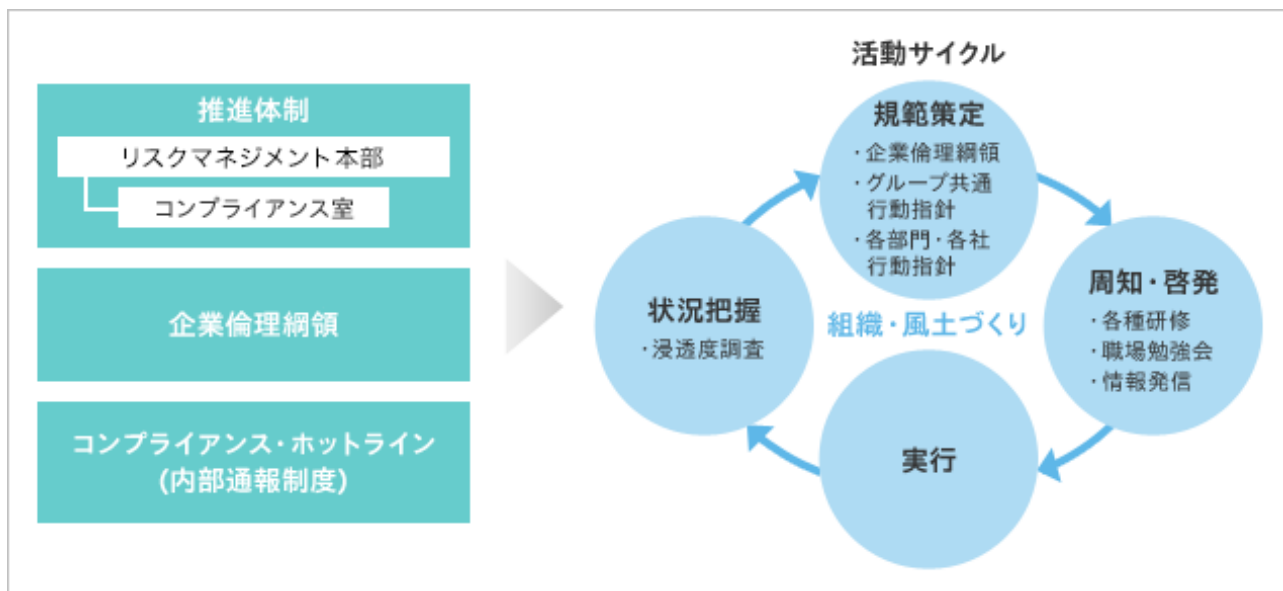 推進体制
リスクマネジメント本部
コンプライアンス室
企業倫理綱領
コンプライアンス・ホットライン
(内部通報制度)
活動サイクル
規範策定
・企業倫理綱領
・グループ共通
行動指針
・各部門・各社
行動指針
周知・啓発
・各種研修
・職場勉強会
・情報発信
実行
状況把握
・浸透度調査
組織・風土づくり